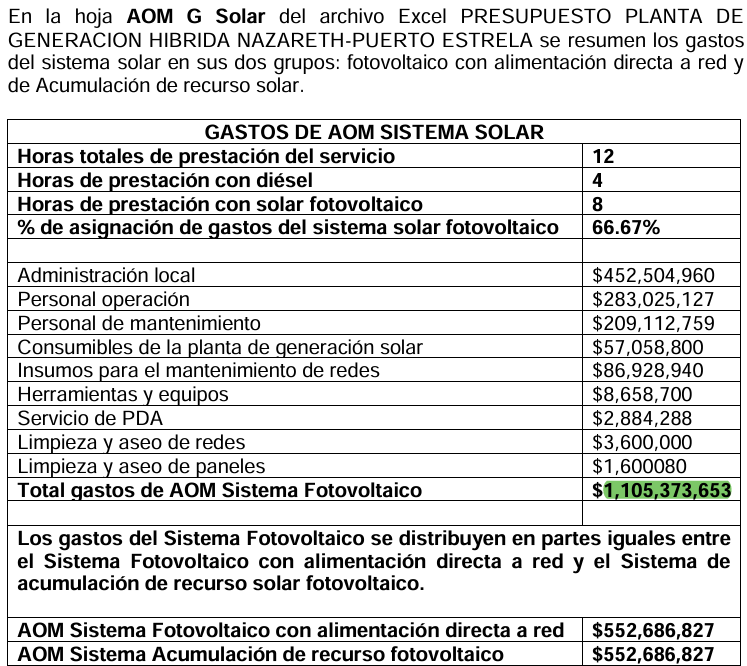 En la hoja AOM G Solar del archivo Excel PRESUPUESTO PLANTA DE
GENERACION HIBRIDA NAZARETH-PUERTO ESTRELA se resumen los gastos
del sistema solar en sus dos grupos: fotovoltaico con alimentación directa a red y
de Acumulación de recurso solar.
GASTOS DE AOM SISTEMA SOLAR
Horas totales de prestación del servicio 12
Horas de prestación con diésel 4
Horas de prestación con solar fotovoltaico 8
% de asignación de gastos del sistema solar fotovoltaico 66.67%
Administración local $452,504,960
Personal operación $283,025,127
Personal de mantenimiento $209,112,759
Consumibles de la planta de generación solar $57,058,800
Insumos para el mantenimiento de redes $86,928,940
Herramientas y equipos $8,658,700
Servicio de PDA $2,884,288
Limpieza y aseo de redes $3,600,000
Limpieza y aseo de paneles $1,600080
Total gastos de AOM Sistema Fotovoltaico $1,105,373,653
Los gastos del Sistema Fotovoltaico se distribuyen en partes iguales entre
el Sistema Fotovoltaico con alimentación directa a red y el Sistema de
acumulación de recurso solar fotovoltaico.
AOM Sistema Fotovoltaico con alimentación directa a red $552,686,827
AOM Sistema Acumulación de recurso fotovoltaico $552,686,827